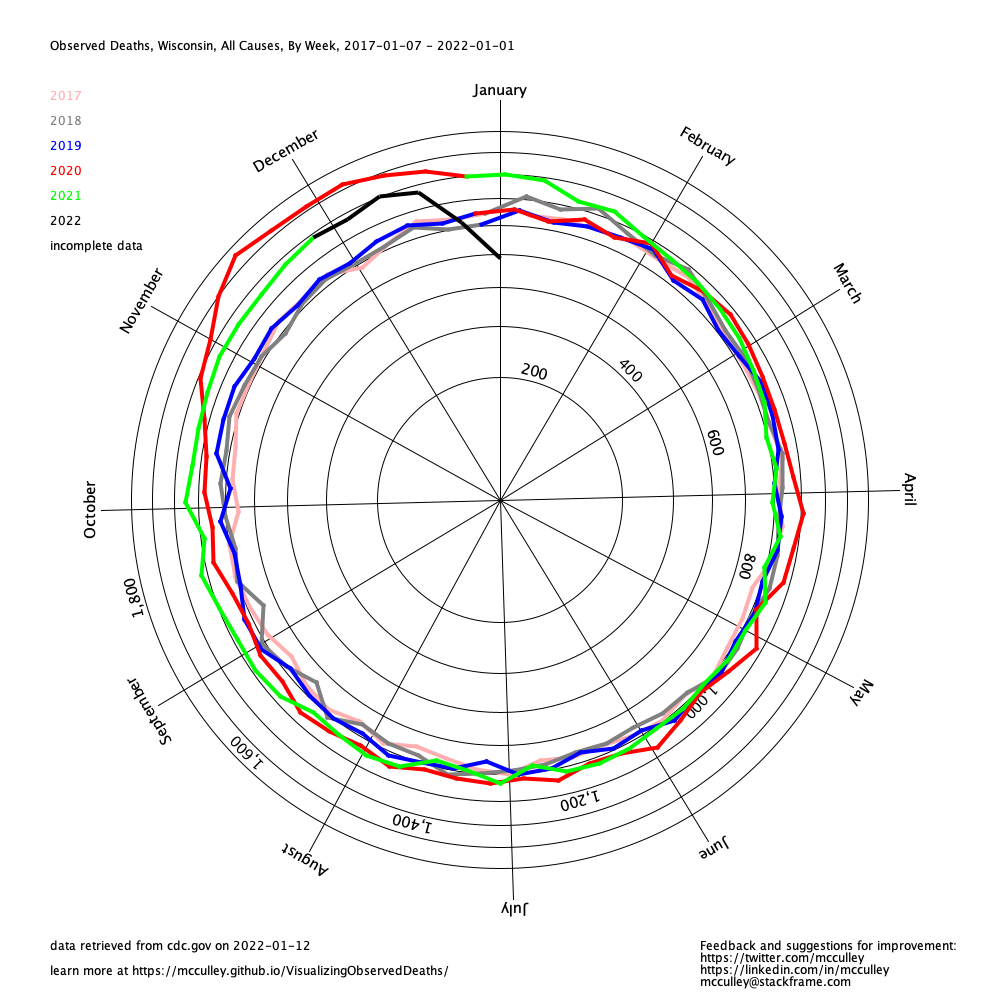 Observed Deaths, Wisconsin, All Causes, By Week, 2017-01-07 - 2022-01-01
January
2017
2018
2019
2020
2021
2022
incomplete data
February
March
April
May
June
July
August
September
October
November
December
200
400
600
800
1,000
1,200
1,400
1,600
1,800
data retrieved from cdc.gov on 2022-01-12
learn more at https://mcculley.github.io/VisualizingObservedDeaths/
Feedback and suggestions for improvement:
https://twitter.com/mcculley
https://linkedin.com/in/mcculley
mcculley@stackframe.com